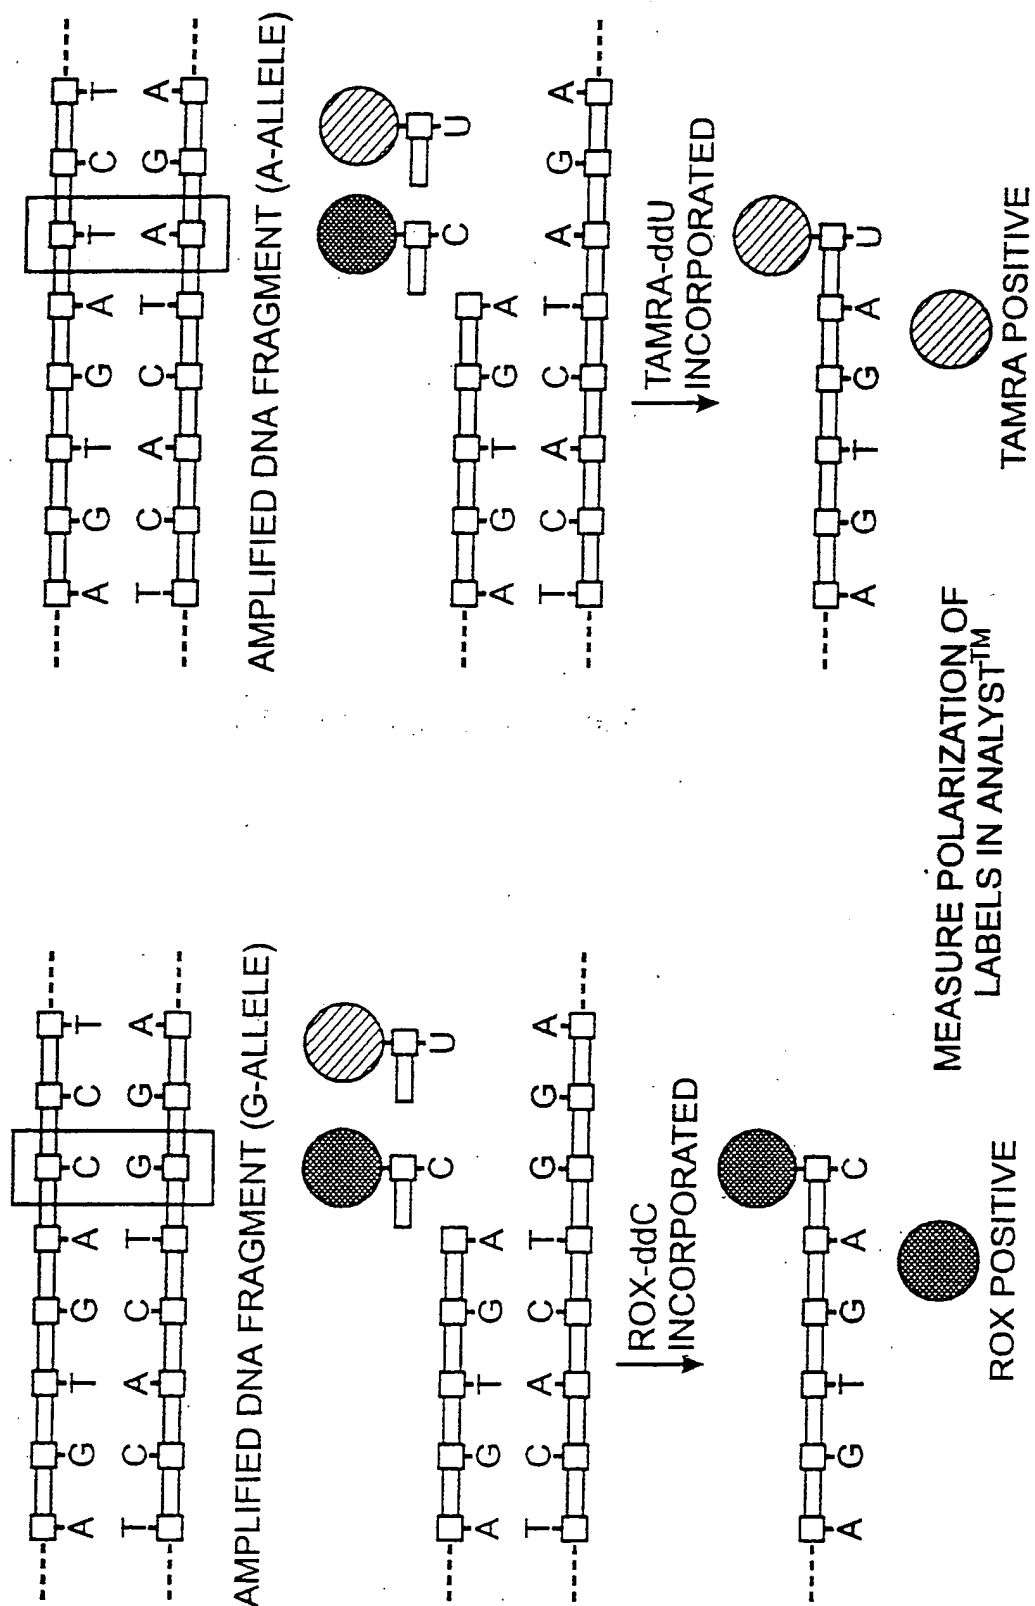 A G T G A C C T
T C A C T G G A
AMPLIFIED DNA FRAGMENT (G-ALLELE)
C U
A G T G A
T C A C T G G A
ROX-ddC
INCORPORATED
A G T G A C
ROX POSITIVE
MEASURE POLARIZATION OF
LABELS IN ANALYST™
A G T G A T C T
T C A C T A G A
AMPLIFIED DNA FRAGMENT (A-ALLELE)
C U
A G T G A
T C A C T A G A
TAMRA-ddU
INCORPORATED
A G T G A U
TAMRA POSITIVE